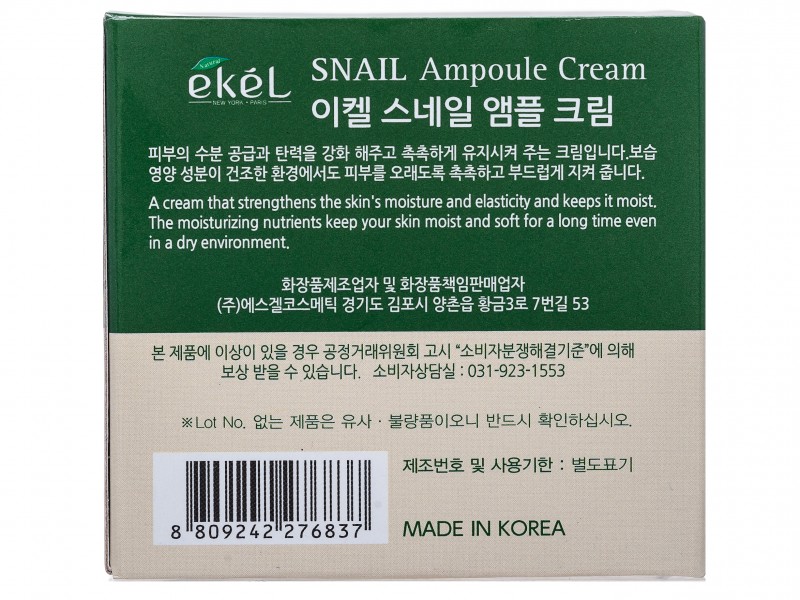 Natural
ekeL
NEW YORK • PARIS
SNAIL Ampoule Cream
이켈 스네일 앰플 크림
피부의 수분 공급과 탄력을 강화 해주고 촉촉하게 유지시켜 주는 크림입니다.보습
영양 성분이 건조한 환경에서도 피부를 오래도록 촉촉하고 부드럽게 지켜 줍니다.
A cream that strengthens the skin's moisture and elasticity and keeps it moist.
The moisturizing nutrients keep your skin moist and soft for a long time even
in a dry environment.
화장품제조업자 및 화장품책임판매업자
(주)에스겔코스메틱 경기도 김포시 양촌읍 황금3로 7번길 53
본 제품에 이상이 있을 경우 공정거래위원회 고시 “소비자분쟁해결기준”에 의해
보상 받을 수 있습니다. 소비자상담실 : 031-923-1553
※Lot No. 없는 제품은 유사 · 불량품이오니 반드시 확인하십시오.
제조번호 및 사용기한 : 별도표기
8 809242 276837
MADE IN KOREA